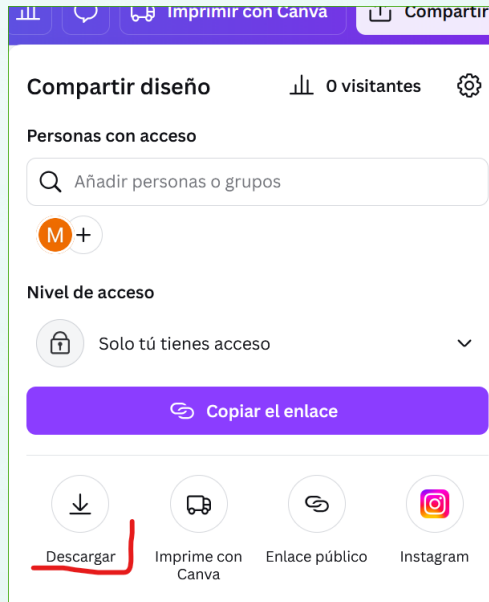 Imprimir con Canva
Compartir
Compartir diseño
0 visitantes
Personas con acceso
Añadir personas o grupos
M
+
Nivel de acceso
Solo tú tienes acceso
Copiar el enlace
Descargar
Imprime con
Canva
Enlace público
Instagram